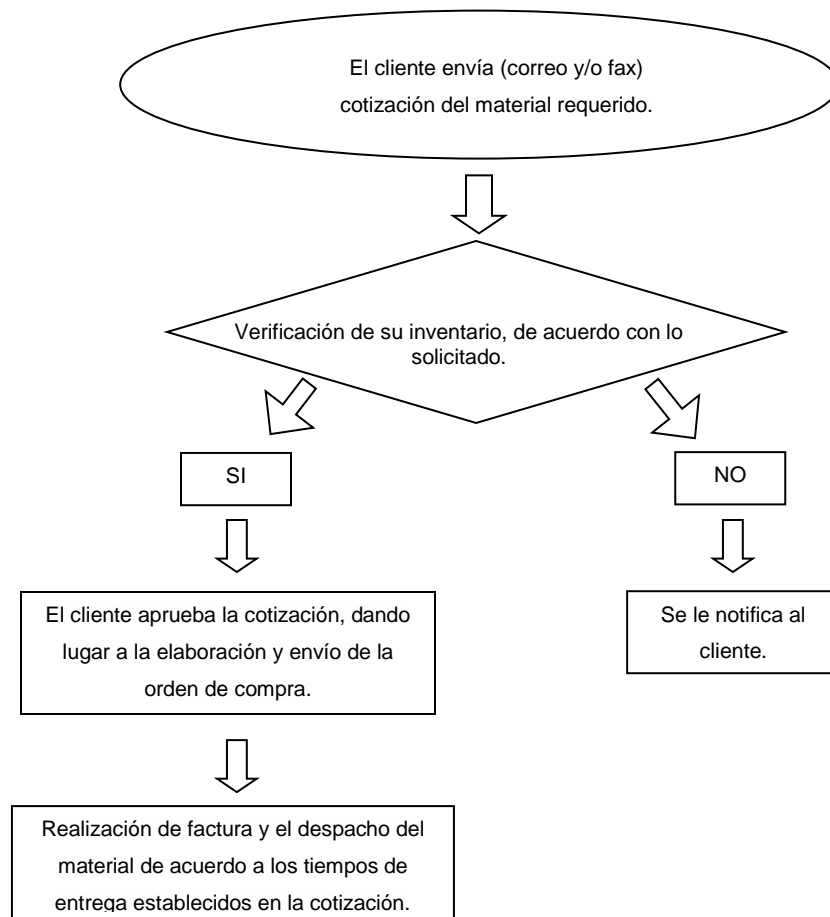 El cliente envía (correo y/o fax)
cotización del material requerido.
Verificación de su inventario, de acuerdo con lo
solicitado.
SI
NO
El cliente aprueba la cotización, dando
lugar a la elaboración y envío de la
orden de compra.
Se le notifica al
cliente.
Realización de factura y el despacho del
material de acuerdo a los tiempos de
entrega establecidos en la cotización.